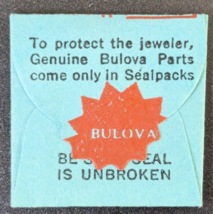 To protect the jeweler,
Genuine Bulova Parts
come only in Sealpacks
BULOVA
BE SEAL
IS UNBROKEN